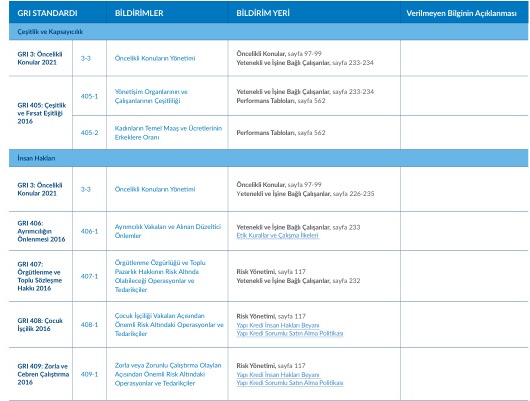 GRI STANDARDI
BİLDİRİMLER
BİLDİRİM YERİ
Verilmeyen Bilginin Açıklanması
Çeşitlilik ve Kapsayıcılık
GRI 3: Öncelikli
Konular 2021
3-3
Öncelikli Konuların Yönetimi
Öncelikli Konular, sayfa 97-99
Yetenekli ve İşine Bağlı Çalışanlar, sayfa 233-234
GRI 405: Çeşitlilik
ve Fırsat Eşitliği
2016
405-1
Yönetişim Organlarının ve
Çalışanlarının Çeşitliliği
Yetenekli ve İşine Bağlı Çalışanlar, sayfa 233-234
Performans Tabloları, sayfa 562
405-2
Kadınların Temel Maaş ve Ücretlerinin
Erkeklere Oranı
Performans Tabloları, sayfa 562
İnsan Hakları
GRI 3: Öncelikli
Konular 2021
3-3
Öncelikli Konuların Yönetimi
Öncelikli Konular, sayfa 97-99
Yetenekli ve İşine Bağlı Çalışanlar, sayfa 226-235
GRI 406:
Ayrımcılığın
Önlenmesi 2016
406-1
Ayrımcılık Vakaları ve Alınan Düzeltici
Önlemler
Yetenekli ve İşine Bağlı Çalışanlar, sayfa 233
Etik Kurallar ve Çalışma İlkeleri
GRI 407:
Örgütlenme ve
Toplu Sözleşme
Hakkı 2016
407-1
Örgütlenme Özgürlüğü ve Toplu
Pazarlık Hakkının Risk Altında
Olabileceği Operasyonlar ve
Tedarikçiler
Risk Yönetimi, sayfa 117
Yetenekli ve İşine Bağlı Çalışanlar, sayfa 232
GRI 408: Çocuk
İşçilik 2016
408-1
Çocuk İşçiliği Vakaları Açısından
Önemli Risk Altındaki Operasyonlar ve
Tedarikçiler
Risk Yönetimi, sayfa 117
Yapı Kredi İnsan Hakları Beyanı
Yapı Kredi Sorumlu Satın Alma Politikası
GRI 409: Zorla ve
Cebren Çalıştırma
2016
409-1
Zorla veya Zorunlu Çalıştırma Olayları
Açısından Önemli Risk Altındaki
Operasyonlar ve Tedarikçiler
Risk Yönetimi, sayfa 117
Yapı Kredi İnsan Hakları Beyanı
Yapı Kredi Sorumlu Satın Alma Politikası